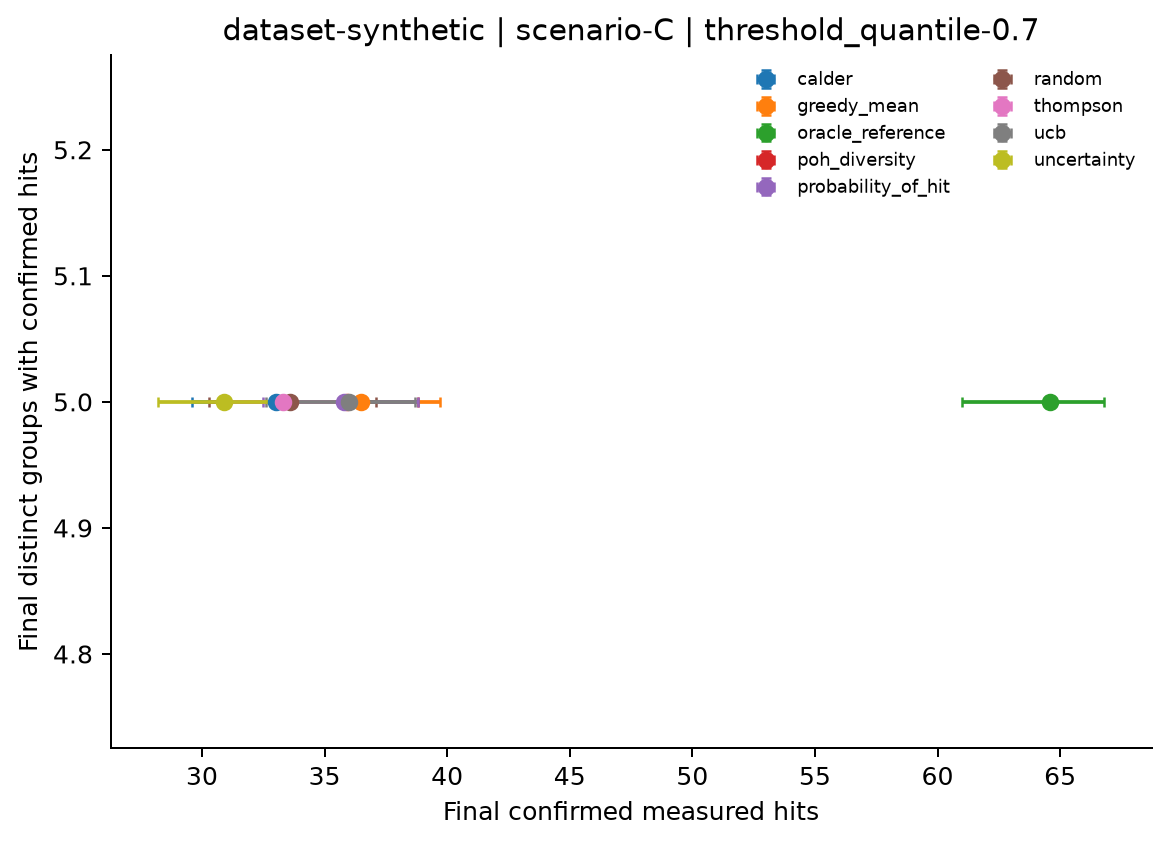 dataset-synthetic | scenario-C | threshold_quantile-0.7
calder
greedy_mean
oracle_reference
poh_diversity
probability_of_hit
random
thompson
ucb
uncertainty
Final distinct groups with confirmed hits
5.2
5.1
5.0
4.9
4.8
30 35 40 45 50 55 60 65
Final confirmed measured hits